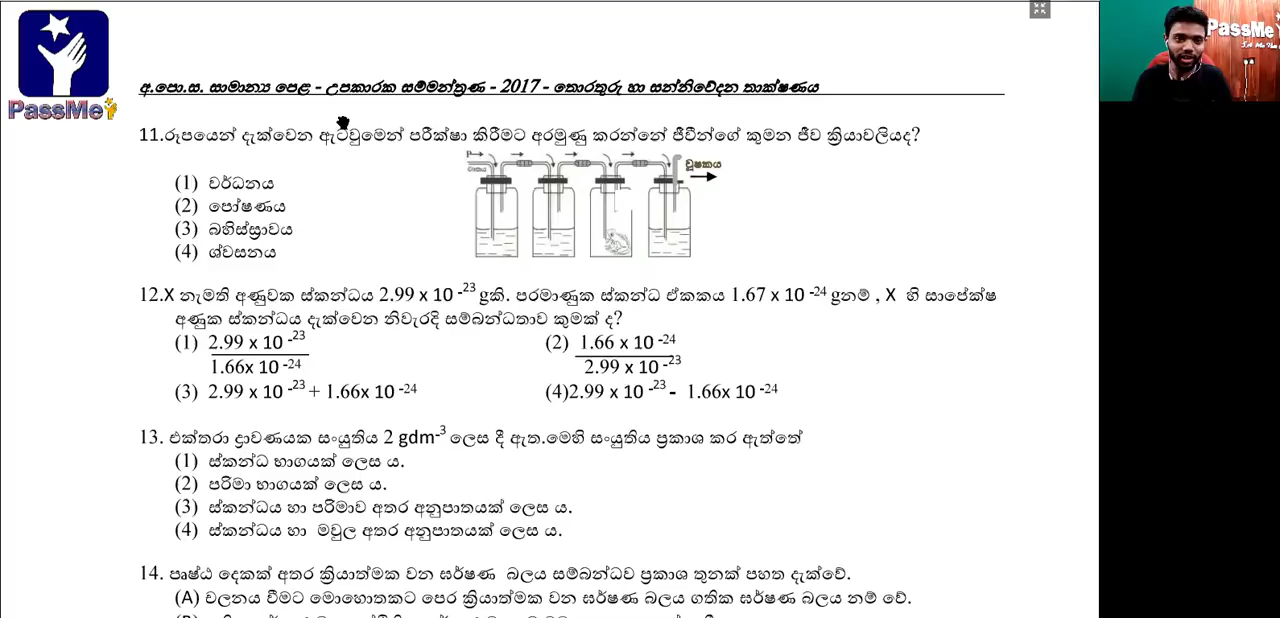 PassMe
PassMe
අ.පො.ස. සාමාන්‍ය පෙළ - උපකාරක සම්මන්ත්‍රණ - 2017 - තොරතුරු හා සන්නිවේදන තාක්ෂණය
11.රූපයෙන් දැක්වෙන ඇටවුමෙන් පරීක්ෂා කිරීමට අරමුණු කරන්නේ ජීවීන්ගේ කුමන ජීව ක්‍රියාවලියද?
වාතය
චූෂකය
(1) වර්ධනය
(2) පෝෂණය
(3) බහිස්ස්‍රාවය
(4) ශ්වසනය
12.X නැමති අණුවක ස්කන්ධය 2.99 x 10 -23 gකි. පරමාණුක ස්කන්ධ ඒකකය 1.67 x 10 -24 gනම් , X හි සාපේක්ෂ
අණුක ස්කන්ධය දැක්වෙන නිවැරදි සම්බන්ධතාව කුමක් ද?
(1) 2.99 x 10 -23
1.66x 10 -24
(2) 1.66 x 10 -24
2.99 x 10 -23
(3) 2.99 x 10 -23 + 1.66x 10 -24
(4)2.99 x 10 -23 - 1.66x 10 -24
13. එක්තරා ද්‍රාවණයක සංයුතිය 2 gdm-3 ලෙස දී ඇත.මෙහි සංයුතිය ප්‍රකාශ කර ඇත්තේ
(1) ස්කන්ධ භාගයක් ලෙස ය.
(2) පරිමා භාගයක් ලෙස ය.
(3) ස්කන්ධය හා පරිමාව අතර අනුපාතයක් ලෙස ය.
(4) ස්කන්ධය හා මවුල අතර අනුපාතයක් ලෙස ය.
14. පෘෂ්ඨ දෙකක් අතර ක්‍රියාත්මක වන ඝර්ෂණ බලය සම්බන්ධව ප්‍රකාශ තුනක් පහත දැක්වේ.
(A) චලනය වීමට මොහොතකට පෙර ක්‍රියාත්මක වන ඝර්ෂණ බලය ගතික ඝර්ෂණ බලය නම් වේ.